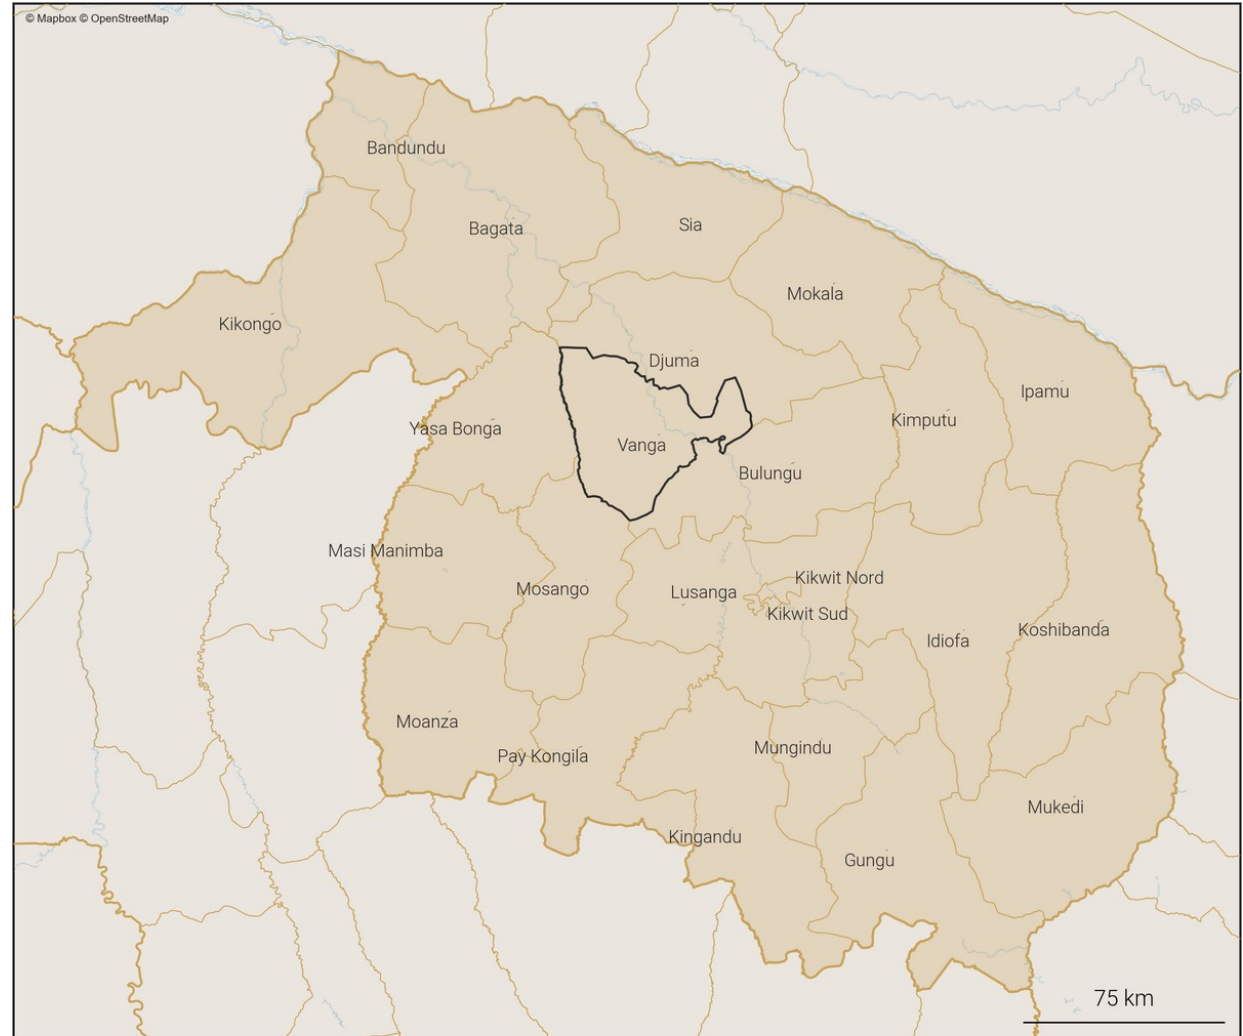 © Mapbox © OpenStreetMap
Bandundu
Bagata
Sia
Mokala
Kikongo
Djuma
Ipamu
Kimputu
Yasa Bonga
Vanga
Bulungu
Masi Manimba
Kikwit Nord
Mosango
Lusanga
Kikwit Sud
Koshibanda
Idiofa
Moanza
Mungindu
Pay Kongila
Mukedi
Kingandu
Gungu
75 km